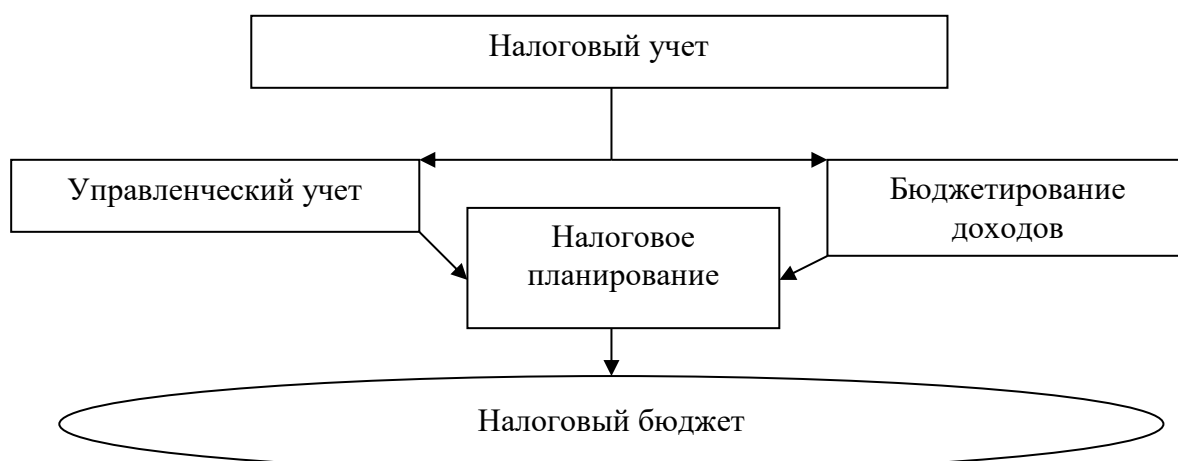 Налоговый учет
Управленческий учет
Бюджетирование
доходов
Налоговое
планирование
Налоговый бюджет